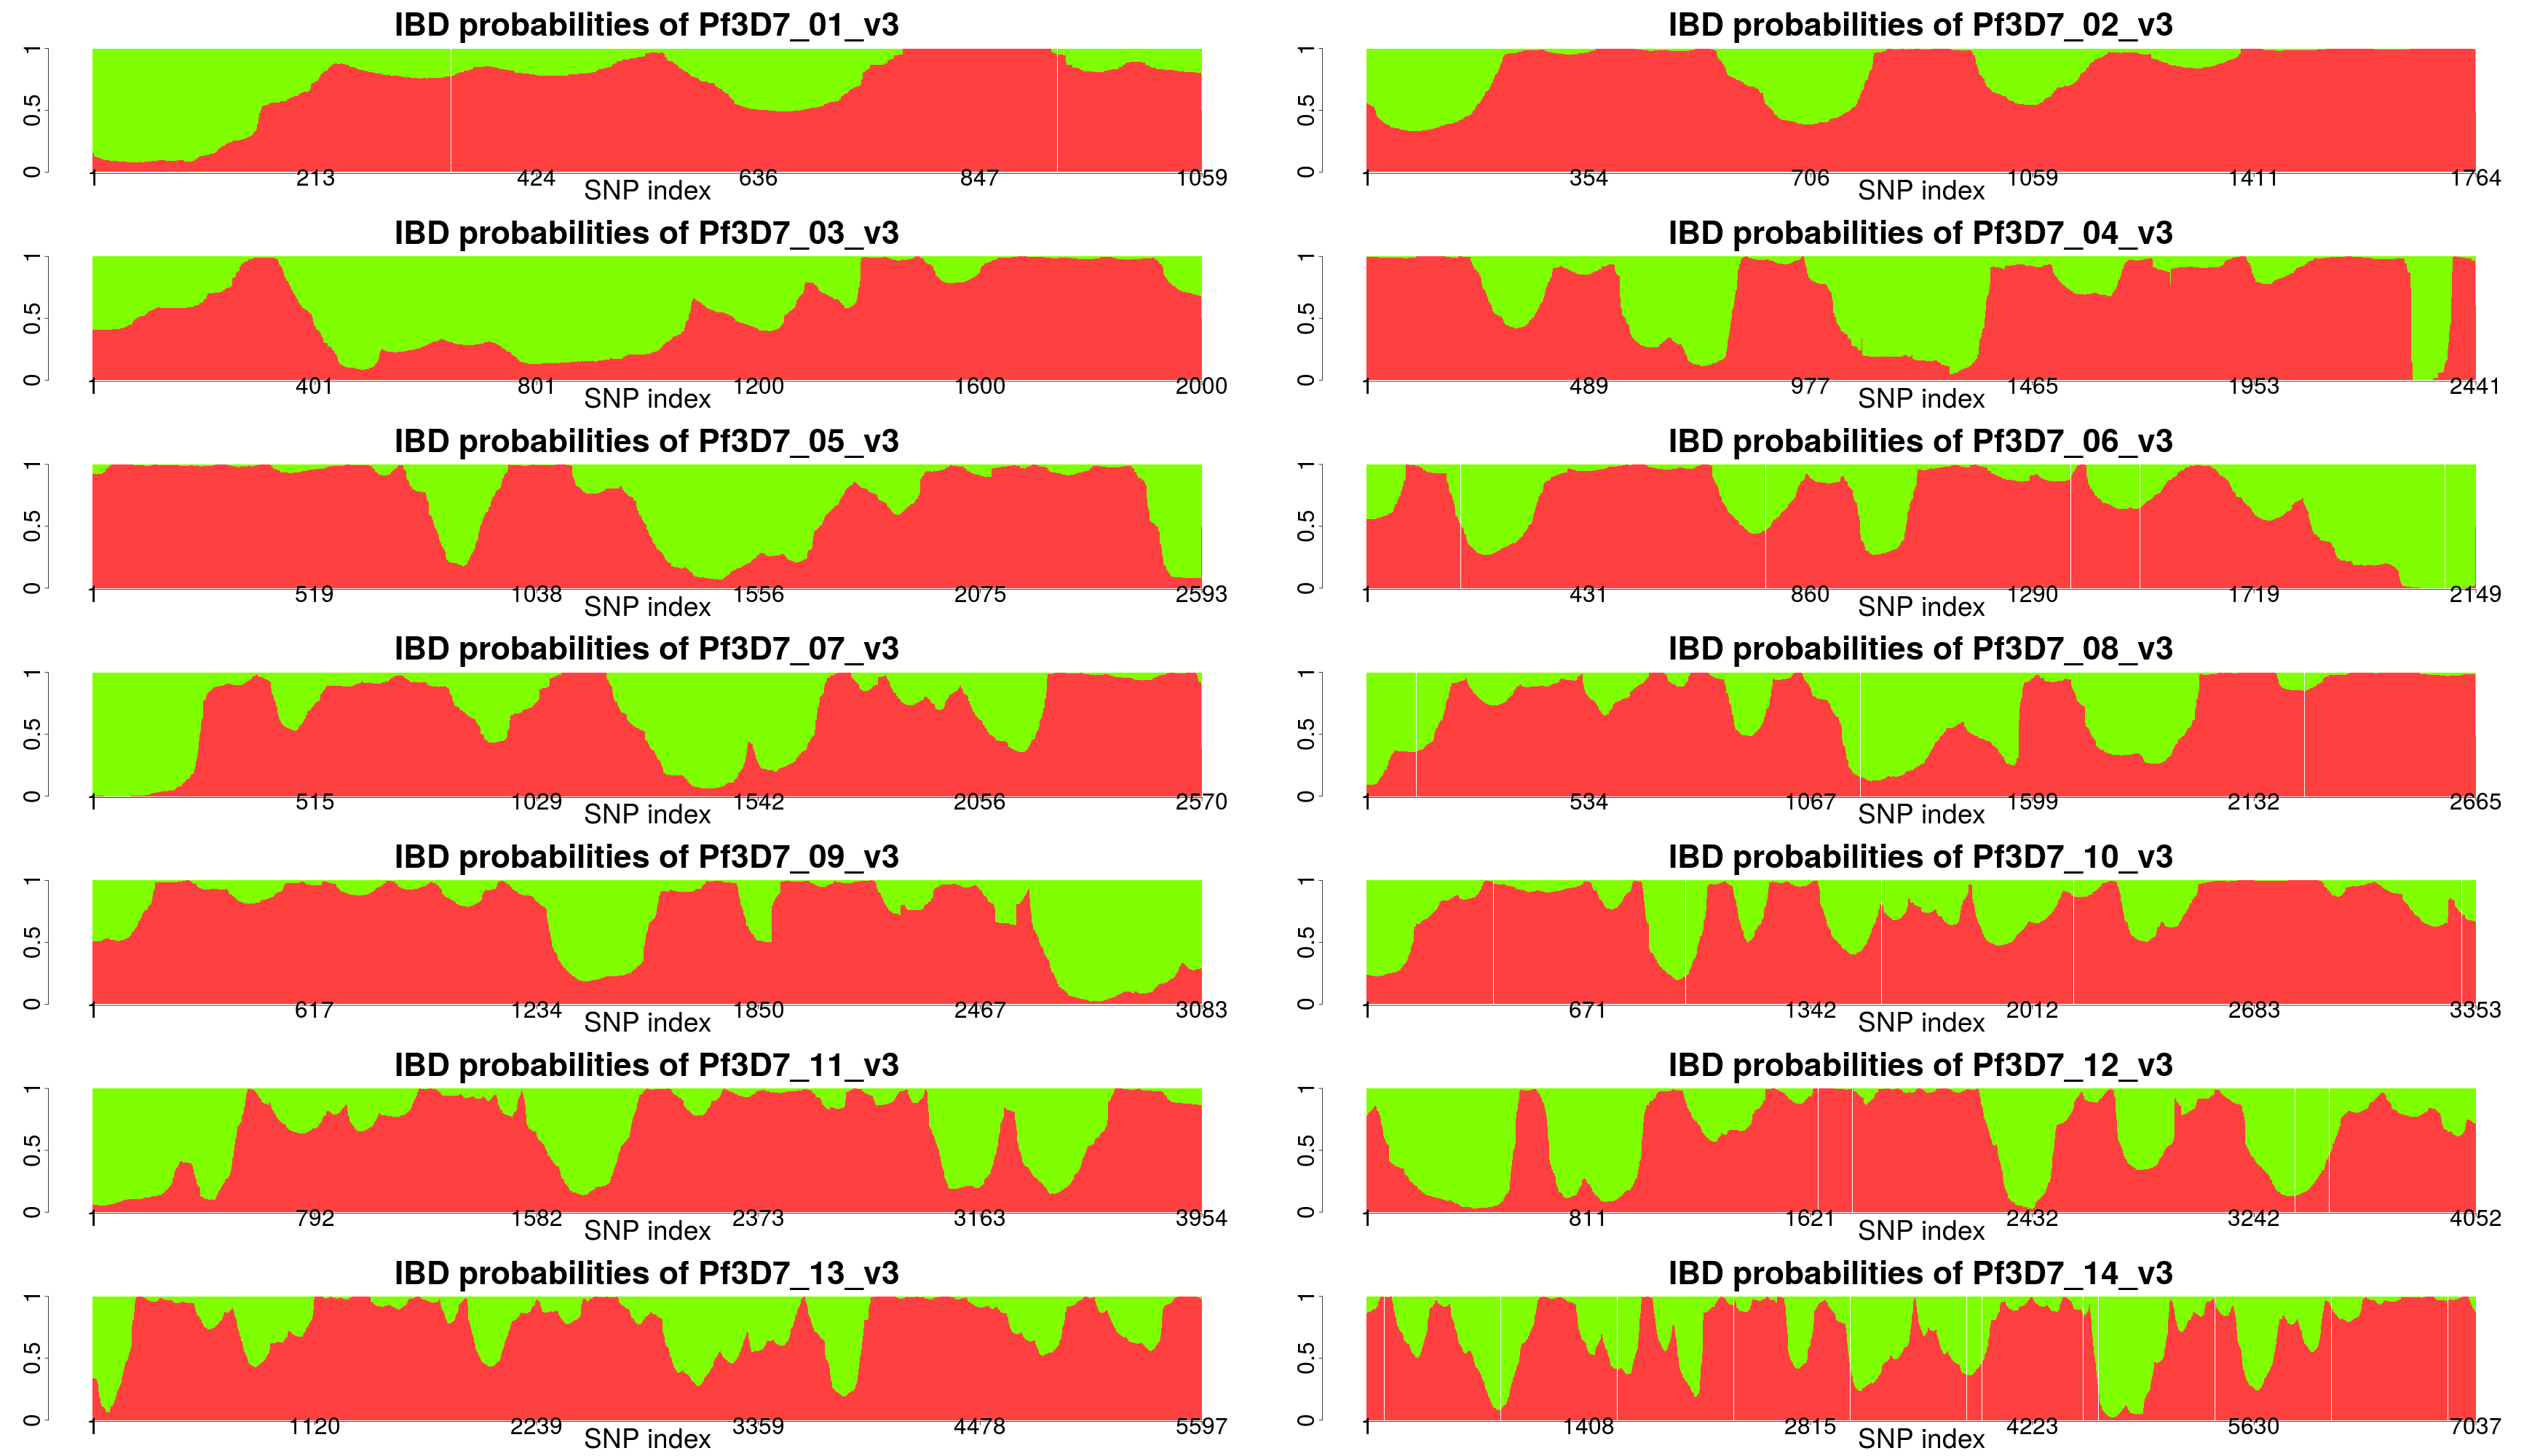 IBD probabilities of Pf3D7_01_v3
0 0.5 1
1 213 424 636 847 1059
SNP index
IBD probabilities of Pf3D7_02_v3
0 0.5 1
1 354 706 1059 1411 1764
SNP index
IBD probabilities of Pf3D7_03_v3
0 0.5 1
1 401 801 1200 1600 2000
SNP index
IBD probabilities of Pf3D7_04_v3
0 0.5 1
1 489 977 1465 1953 2441
SNP index
IBD probabilities of Pf3D7_05_v3
0 0.5 1
1 519 1038 1556 2075 2593
SNP index
IBD probabilities of Pf3D7_06_v3
0 0.5 1
1 431 860 1290 1719 2149
SNP index
IBD probabilities of Pf3D7_07_v3
0 0.5 1
1 515 1029 1542 2056 2570
SNP index
IBD probabilities of Pf3D7_08_v3
0 0.5 1
1 534 1067 1599 2132 2665
SNP index
IBD probabilities of Pf3D7_09_v3
0 0.5 1
1 617 1234 1850 2467 3083
SNP index
IBD probabilities of Pf3D7_10_v3
0 0.5 1
1 671 1342 2012 2683 3353
SNP index
IBD probabilities of Pf3D7_11_v3
0 0.5 1
1 792 1582 2373 3163 3954
SNP index
IBD probabilities of Pf3D7_12_v3
0 0.5 1
1 811 1621 2432 3242 4052
SNP index
IBD probabilities of Pf3D7_13_v3
0 0.5 1
1 1120 2239 3359 4478 5597
SNP index
IBD probabilities of Pf3D7_14_v3
0 0.5 1
1 1408 2815 4223 5630 7037
SNP index